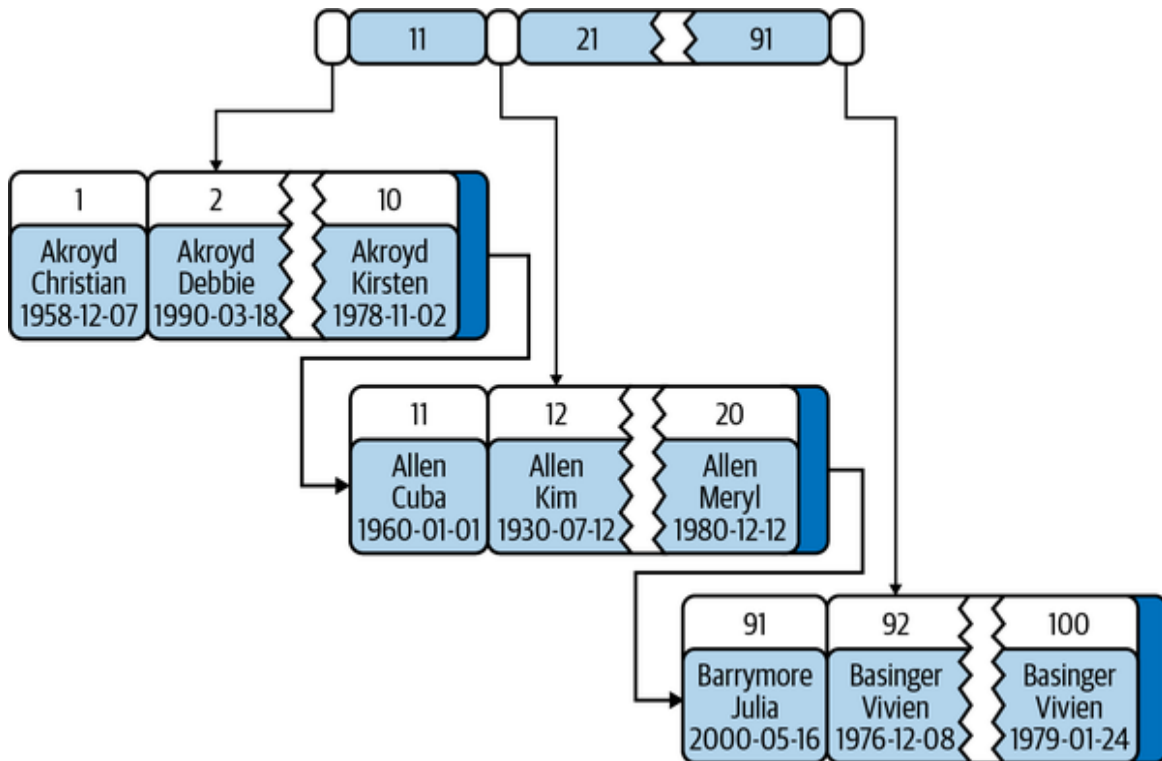 11 21 91
1 2 10
Akroyd Akroyd Akroyd
Christian Debbie Kirsten
1958-12-07 1990-03-18 1978-11-02
11 12 20
Allen Allen Allen
Cuba Kim Meryl
1960-01-01 1930-07-12 1980-12-12
91 92 100
Barrymore Basinger Basinger
Julia Vivien Vivien
2000-05-16 1976-12-08 1979-01-24